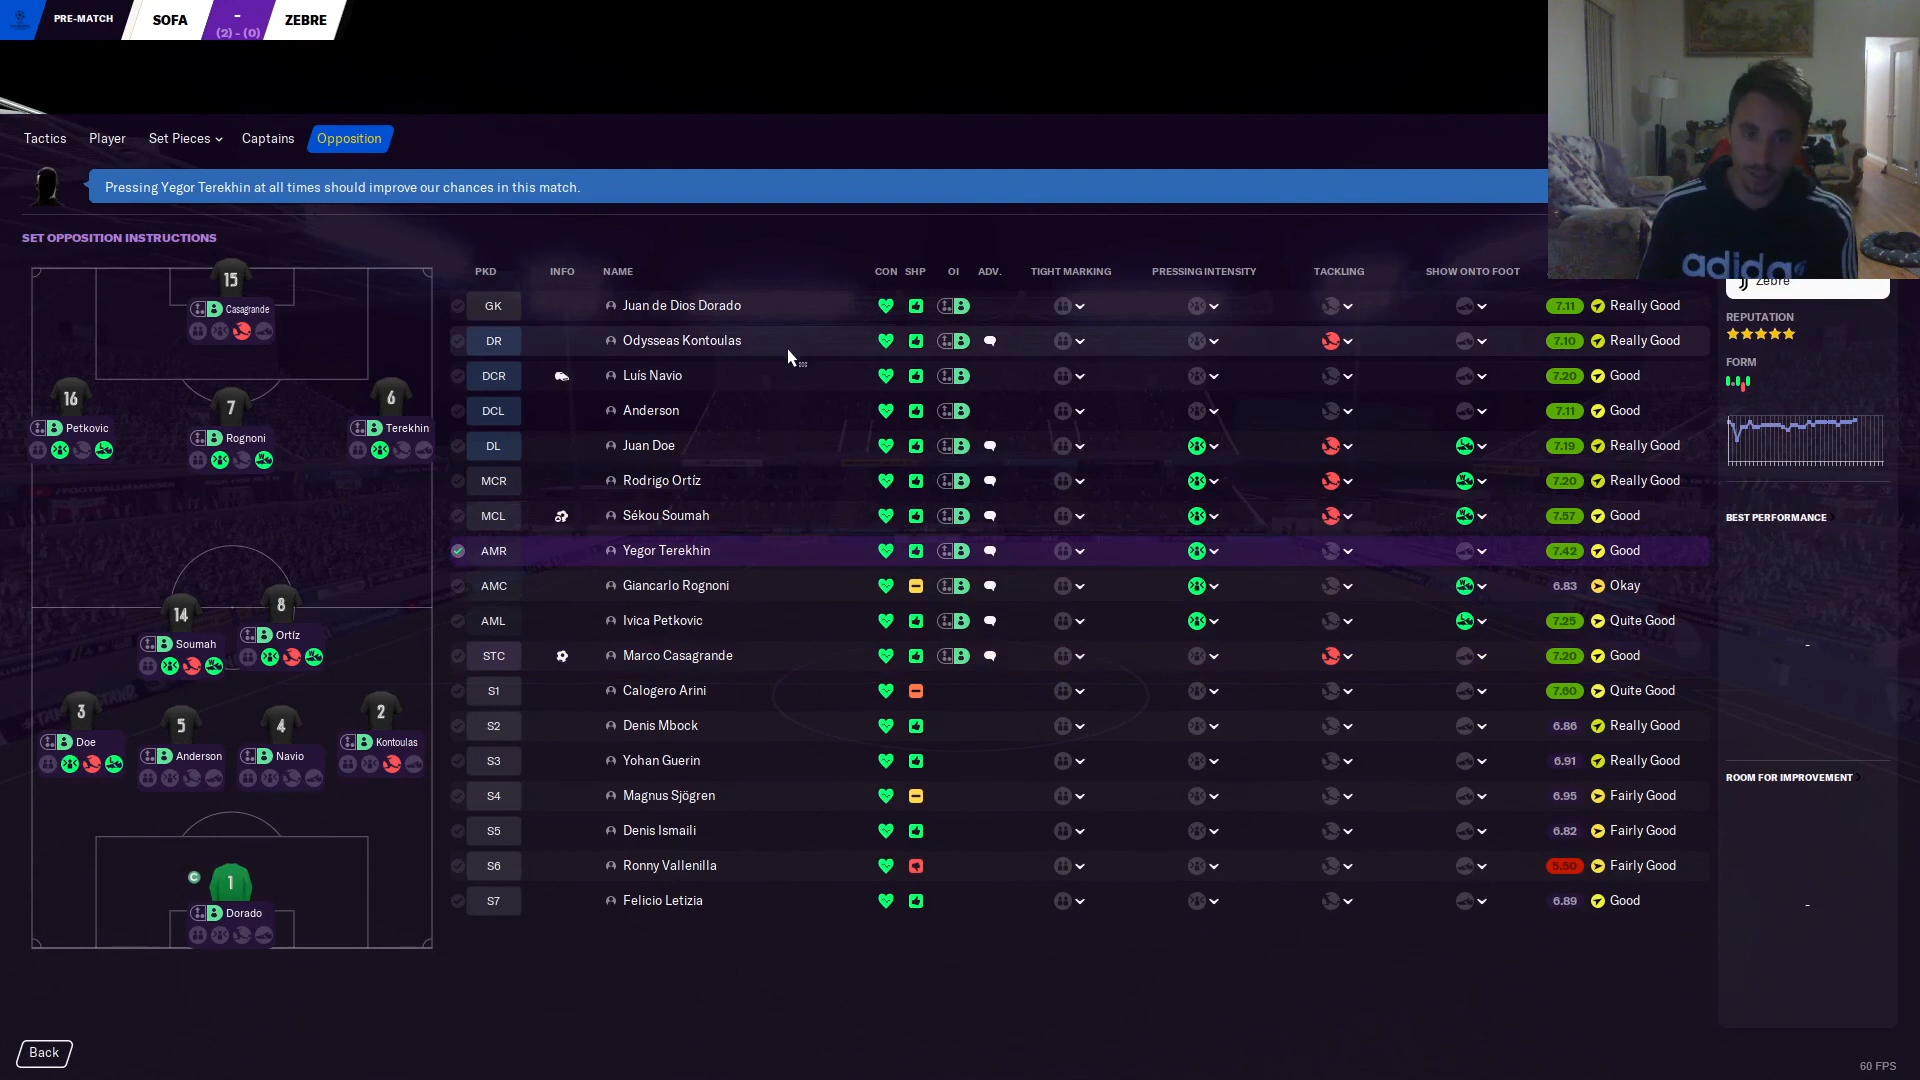 PRE-MATCH
SOFA
-
(2) - (0)
ZEBRE
Tactics
Player
Set Pieces
Captains
Opposition
Pressing Yegor Terekhin at all times should improve our chances in this match.
SET OPPOSITION INSTRUCTIONS
15
Casagrande
16
Petkovic
7
Rognoni
6
Terekhin
14
Soumah
8
Ortíz
3
Doe
5
Anderson
4
Navio
2
Kontoulas
C
1
Dorado
PKD INFO NAME CON SHP OI ADV. TIGHT MARKING PRESSING INTENSITY TACKLING SHOW ONTO FOOT
GK Juan de Dios Dorado 7.11 Really Good
DR Odysseas Kontoulas 7.10 Really Good
DCR Luís Navio 7.20 Good
DCL Anderson 7.11 Good
DL Juan Doe 7.19 Really Good
MCR Rodrigo Ortíz 7.20 Really Good
MCL Sékou Soumah 7.57 Good
AMR Yegor Terekhin 7.42 Good
AMC Giancarlo Rognoni 6.83 Okay
AML Ivica Petkovic 7.25 Quite Good
STC Marco Casagrande 7.20 Good
S1 Calogero Arini 7.60 Quite Good
S2 Denis Mbock 6.86 Really Good
S3 Yohan Guerin 6.91 Really Good
S4 Magnus Sjögren 6.95 Fairly Good
S5 Denis Ismaili 6.82 Fairly Good
S6 Ronny Vallenilla 5.50 Fairly Good
S7 Felicio Letizia 6.89 Good
adidas
Zebre
REPUTATION
FORM
BEST PERFORMANCE
-
ROOM FOR IMPROVEMENT
-
Back
60 FPS